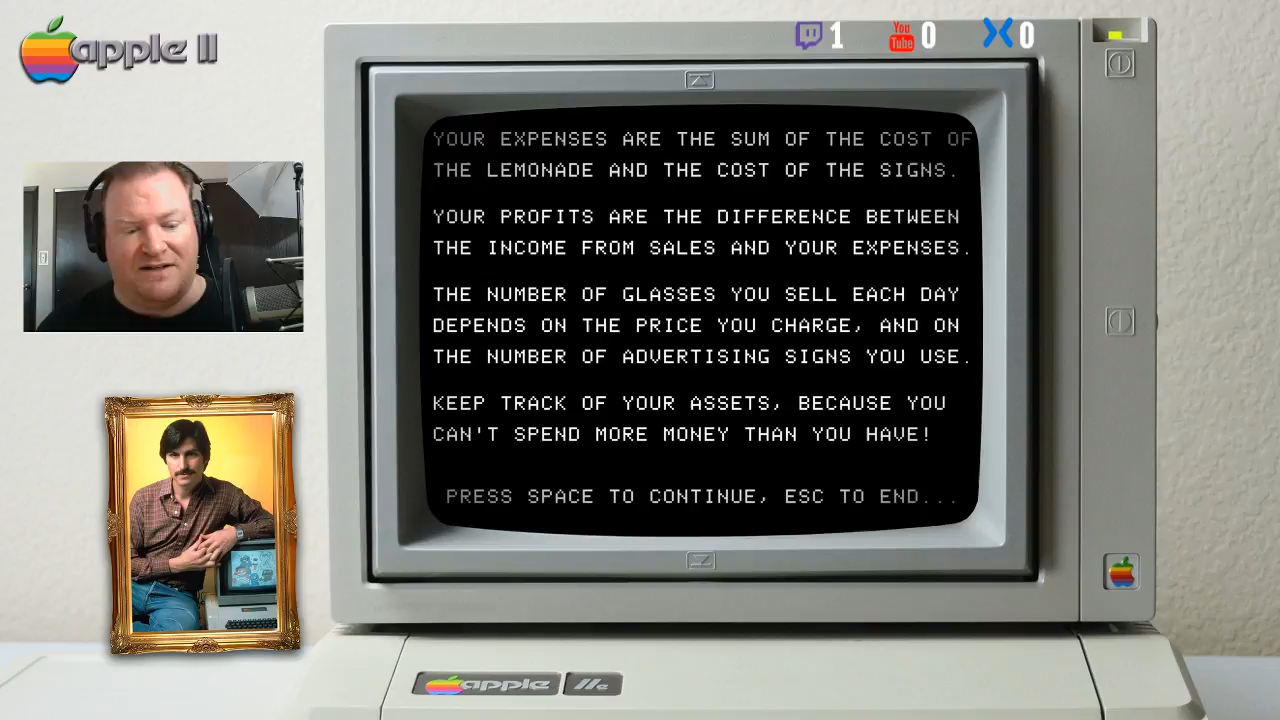 apple II
1
You Tube 0
0
YOUR EXPENSES ARE THE SUM OF THE COST OF
THE LEMONADE AND THE COST OF THE SIGNS.
YOUR PROFITS ARE THE DIFFERENCE BETWEEN
THE INCOME FROM SALES AND YOUR EXPENSES.
THE NUMBER OF GLASSES YOU SELL EACH DAY
DEPENDS ON THE PRICE YOU CHARGE, AND ON
THE NUMBER OF ADVERTISING SIGNS YOU USE.
KEEP TRACK OF YOUR ASSETS, BECAUSE YOU
CAN'T SPEND MORE MONEY THAN YOU HAVE!
PRESS SPACE TO CONTINUE, ESC TO END...
apple IIe